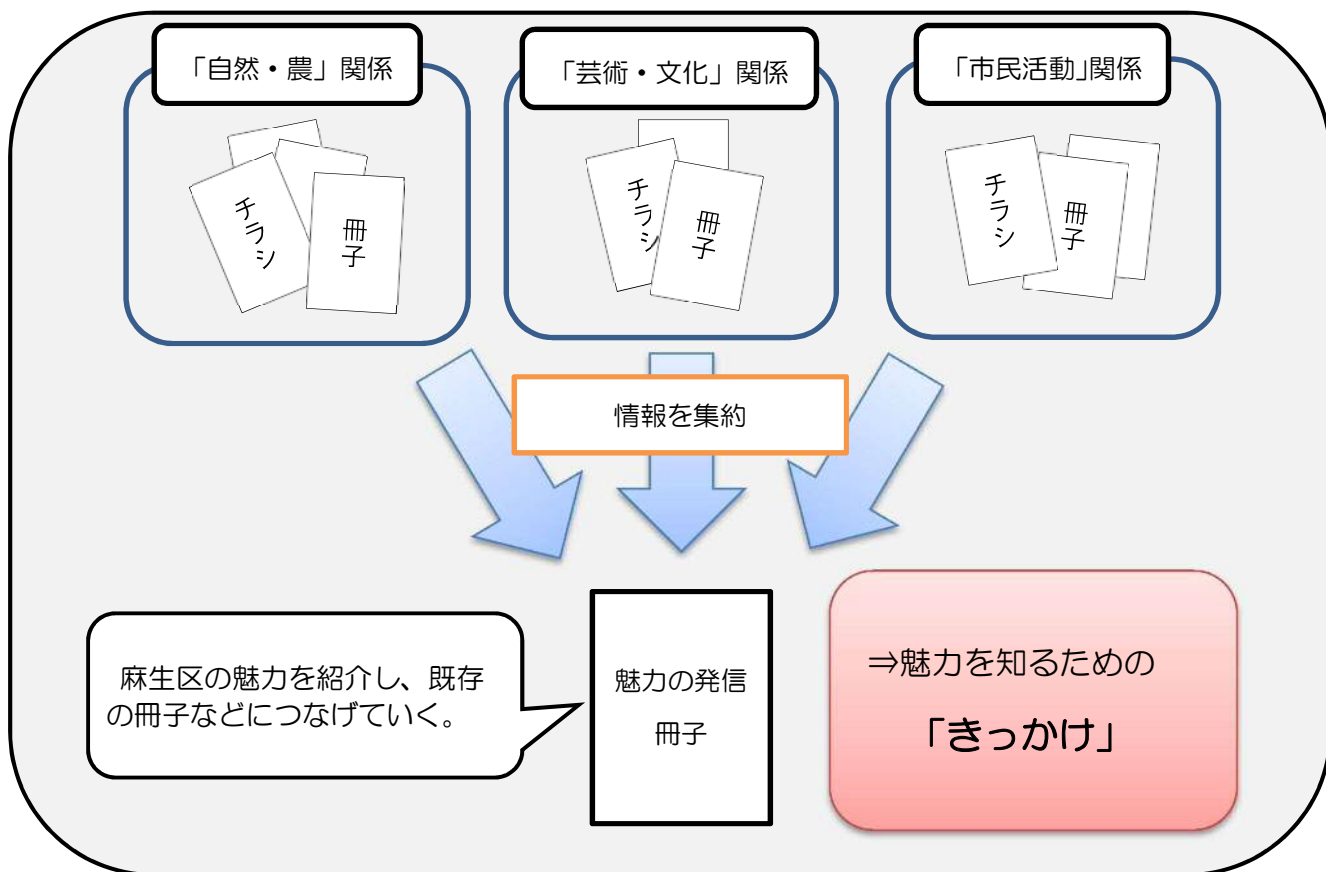 「自然・農」関係
「芸術・文化」関係
「市民活動」関係
チラシ
冊子
チラシ
冊子
チラシ
冊子
情報を集約
麻生区の魅力を紹介し、既存
の冊子などにつなげていく。
魅力の発信
冊子
⇒魅力を知るための
「きっかけ」